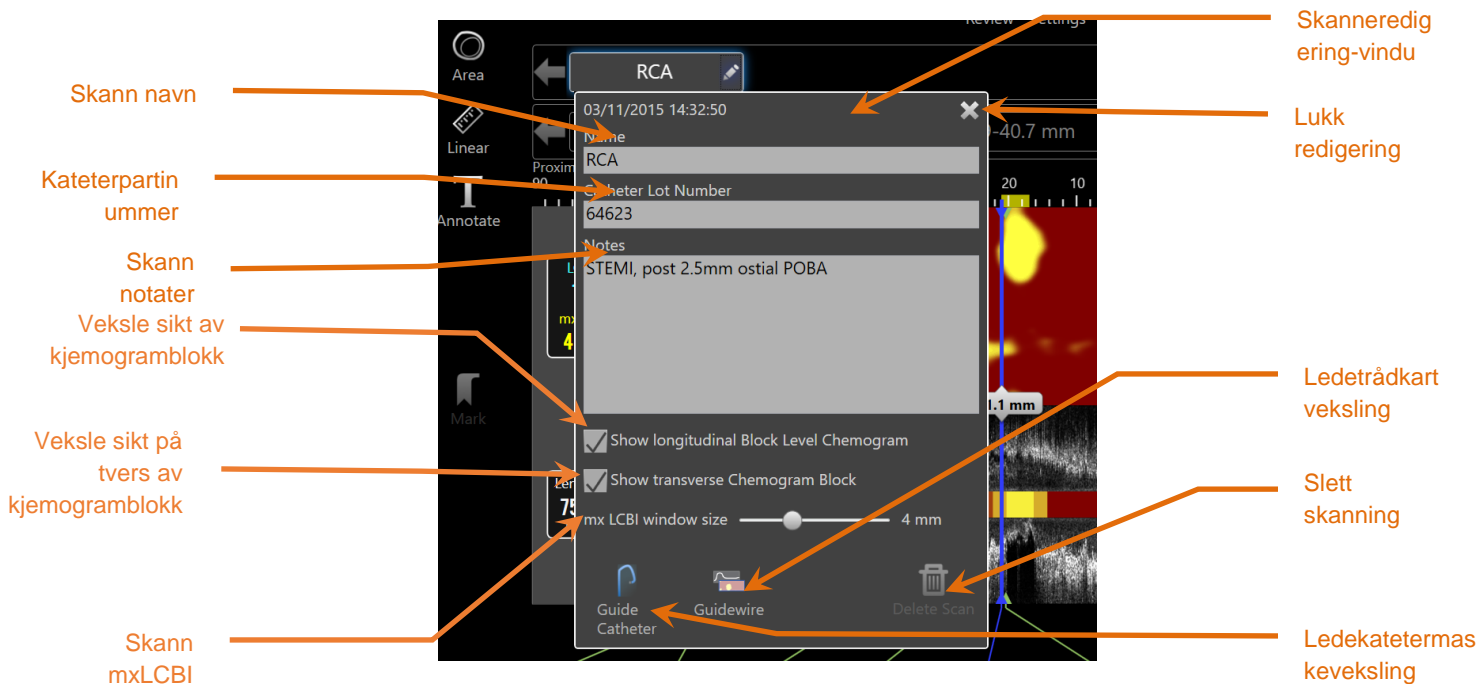 Skann navn
Kateterpartin
ummer
Skann
notater
Veksle sikt av
kjemogramblokk
Veksle sikt på
tvers av
kjemogramblokk
Skann
mxLCBI
Area
Linear
Annotate
Mark
RCA
03/11/2015 14:32:50
Name
RCA
Catheter Lot Number
64623
Notes
STEMI, post 2.5mm ostial POBA
Show longitudinal Block Level Chemogram
Show transverse Chemogram Block
mx LCBI window size 4 mm
Guide
Catheter
Guidewire
Delete Scan
-40.7 mm
20 10
1.1 mm
Skanneredig
ering-vindu
Lukk
redigering
Ledetrådkart
veksling
Slett
skanning
Ledekatetermas
keveksling